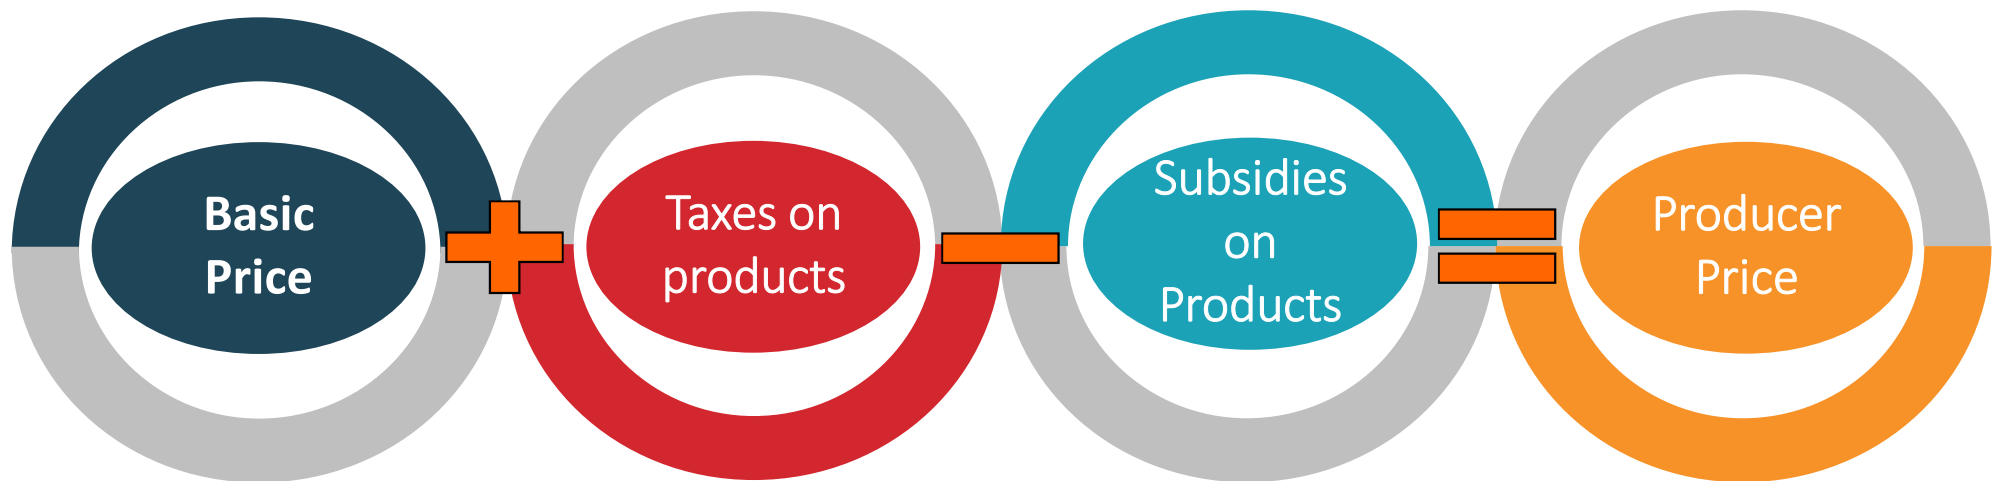 Basic
Price
Taxes on
products
Subsidies
on
Products
Producer
Price